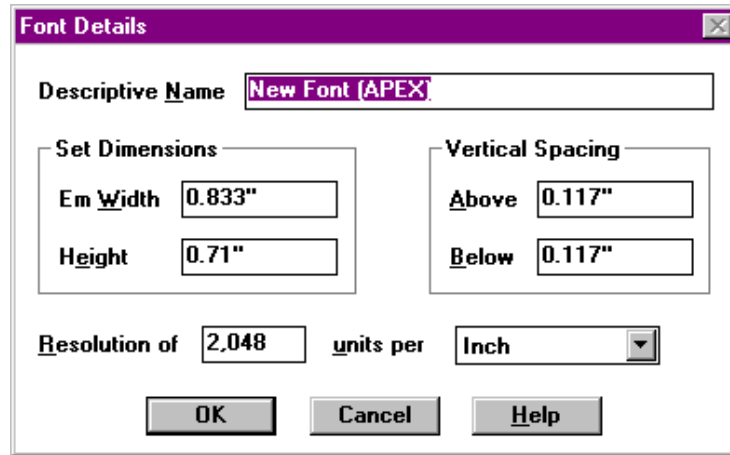 Font Details
Descriptive Name New Font (APEX)
Set Dimensions
Em Width 0.833"
Height 0.71"
Vertical Spacing
Above 0.117"
Below 0.117"
Resolution of 2,048 units per Inch
OK Cancel Help